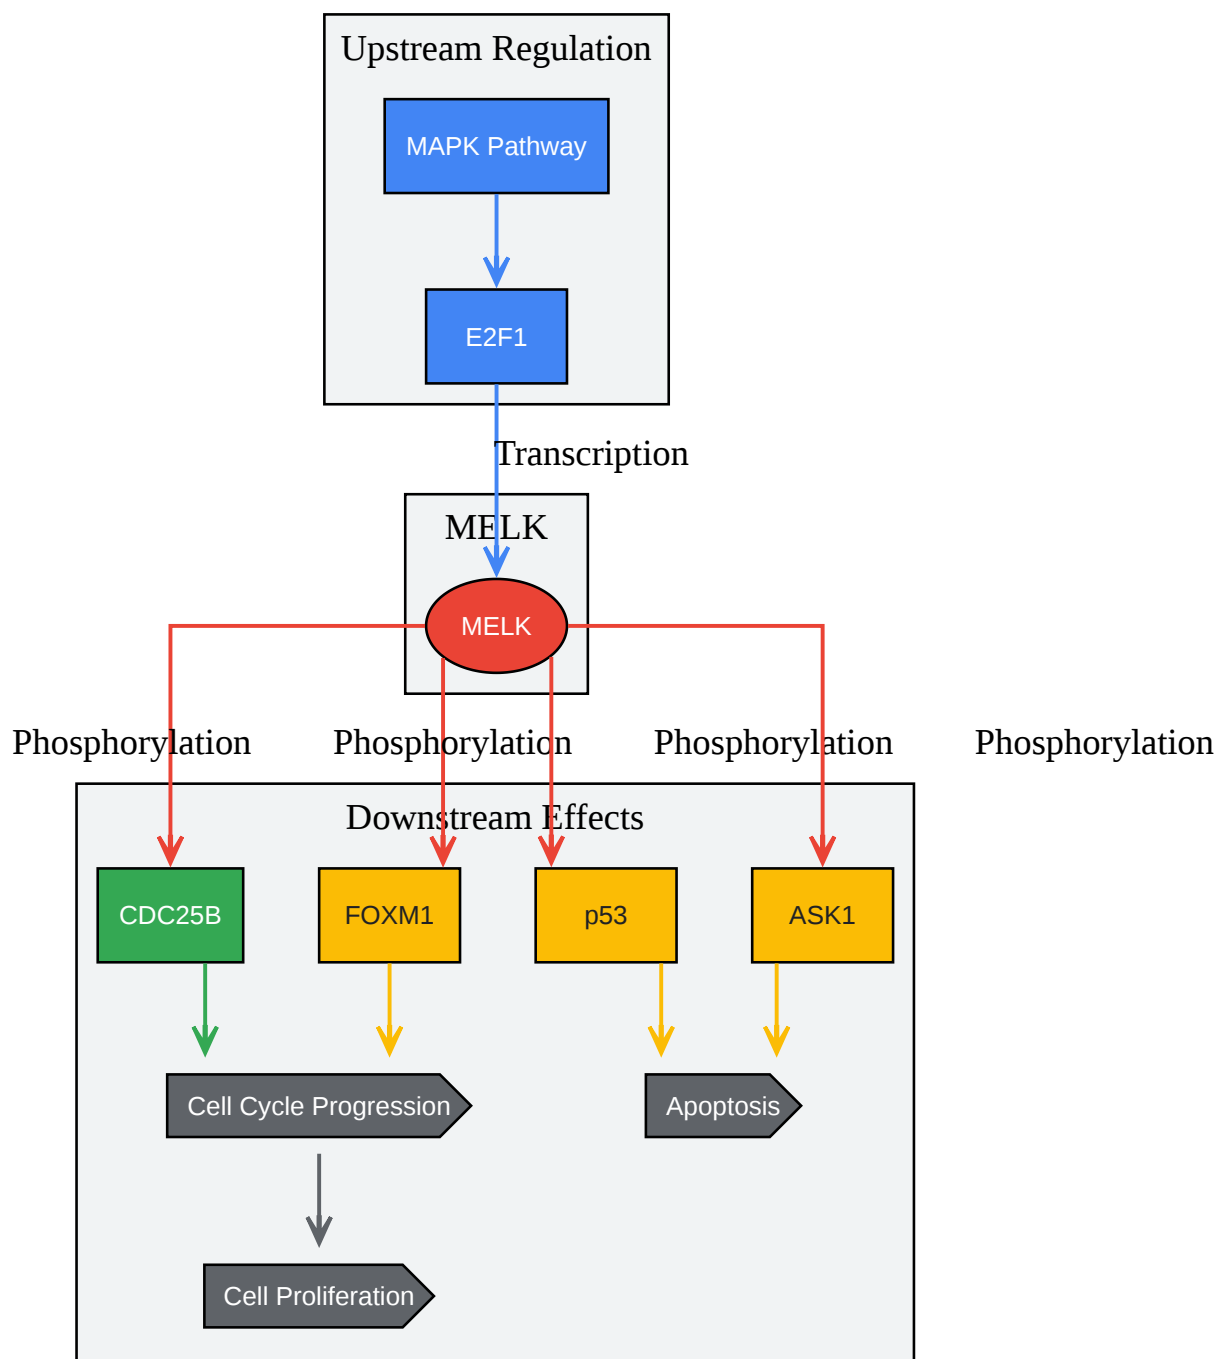 Upstream Regulation
MAPK Pathway
E2F1
Transcription
MELK
MELK
Phosphorylation
Phosphorylation
Phosphorylation
Phosphorylation
Downstream Effects
CDC25B
FOXM1
p53
ASK1
Cell Cycle Progression
Apoptosis
Cell Proliferation